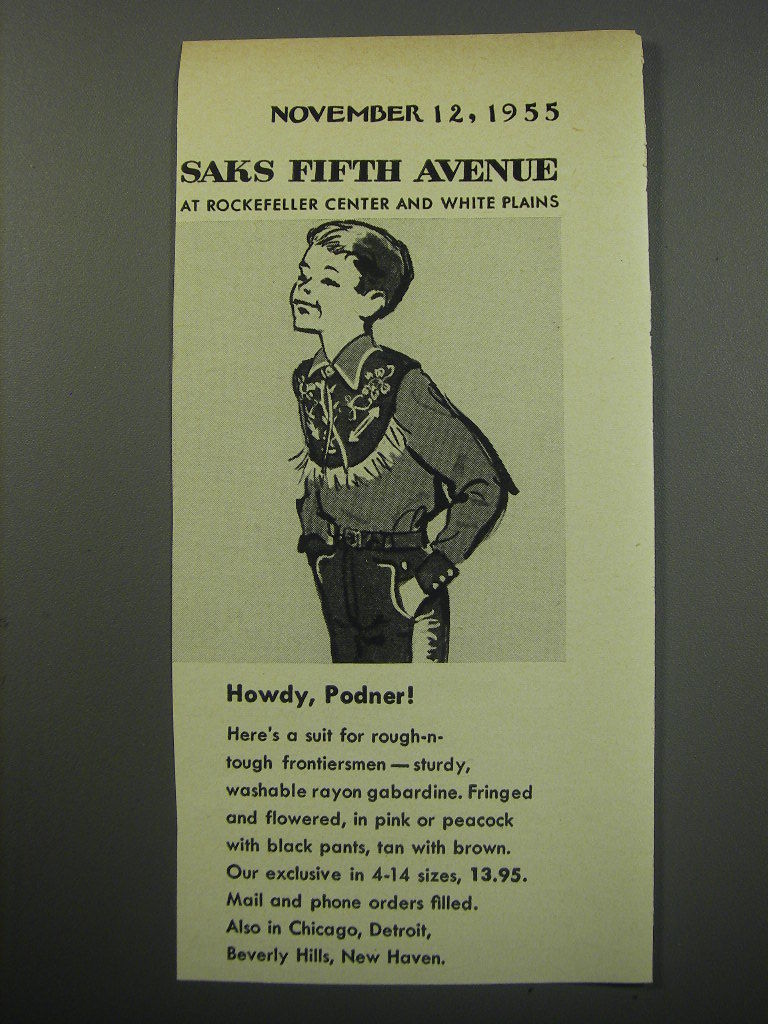 NOVEMBER 12, 1955
SAKS FIFTH AVENUE
AT ROCKEFELLER CENTER AND WHITE PLAINS
Howdy, Podner!
Here's a suit for rough-n-
tough frontiersmen — sturdy,
washable rayon gabardine. Fringed
and flowered, in pink or peacock
with black pants, tan with brown.
Our exclusive in 4-14 sizes, 13.95.
Mail and phone orders filled.
Also in Chicago, Detroit,
Beverly Hills, New Haven.